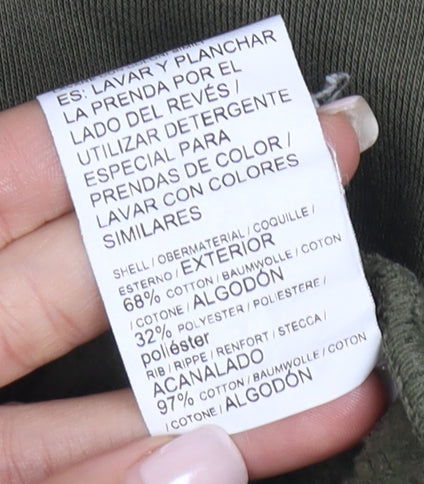 ES: LAVAR Y PLANCHAR
LA PRENDA POR EL
LADO DEL REVÉS /
UTILIZAR DETERGENTE
ESPECIAL PARA
PRENDAS DE COLOR /
LAVAR CON COLORES
SIMILARES
SHELL / OBERMATERIAL / COQUILLE /
ESTERNO / EXTERIOR
68% COTTON / BAUMWOLLE / COTON
/ COTONE / ALGODÓN
32% POLYESTER / POLIESTERE /
poliéster
RIB / RIPPE / RENFORT / STECCA /
ACANALADO
97% COTTON / BAUMWOLLE / COTON
/ COTONE / ALGODÓN